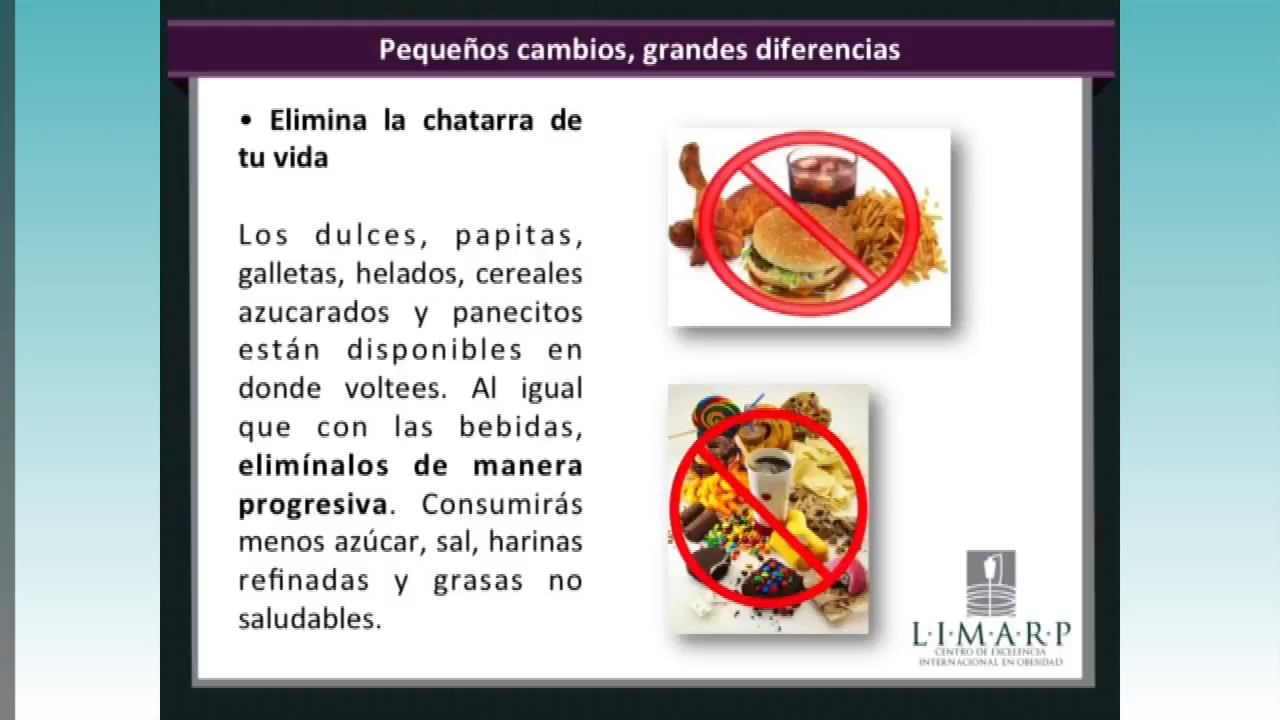 Pequeños cambios, grandes diferencias
• Elimina la chatarra de
tu vida
Los dulces, papitas,
galletas, helados, cereales
azucarados y panecitos
están disponibles en
donde voltees. Al igual
que con las bebidas,
elimínalos de manera
progresiva. Consumirás
menos azúcar, sal, harinas
refinadas y grasas no
saludables.
L·I·M·A·R·P
CENTRO DE EXCELENCIA
INTERNACIONAL EN OBESIDAD